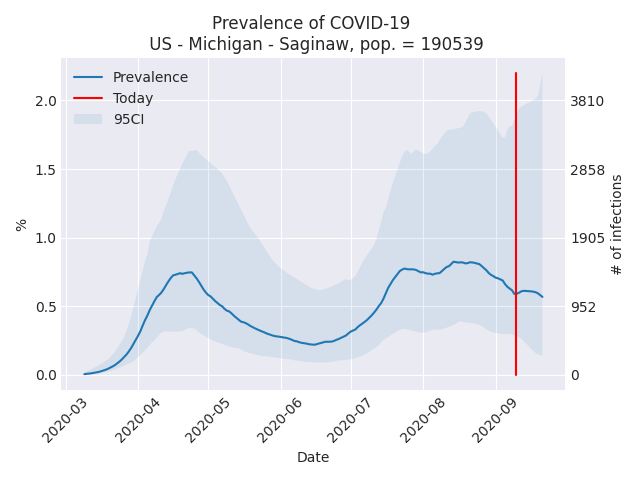 Prevalence of COVID-19
US - Michigan - Saginaw, pop. = 190539
Prevalence
Today
95CI
2.0
1.5
1.0
0.5
0.0
%
3810
2858
1905
952
0
# of infections
2020-03
2020-04
2020-05
2020-06
2020-07
2020-08
2020-09
Date